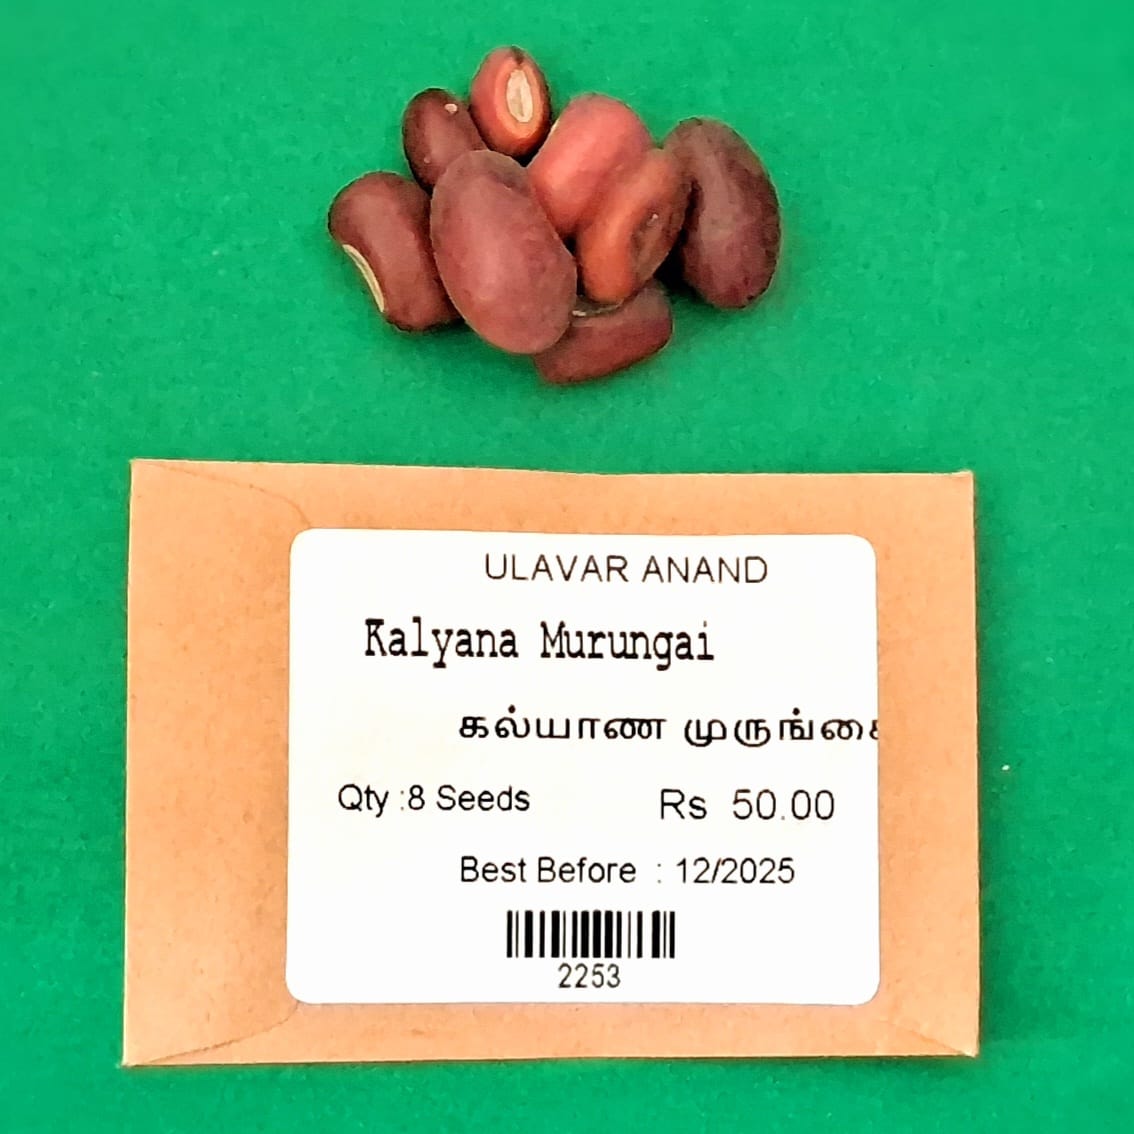 ULAVAR ANAND
Kalyana Murungai
கல்யாண
Qty :8 Seeds
Rs 50.00
Best Before : 12/2025
2253